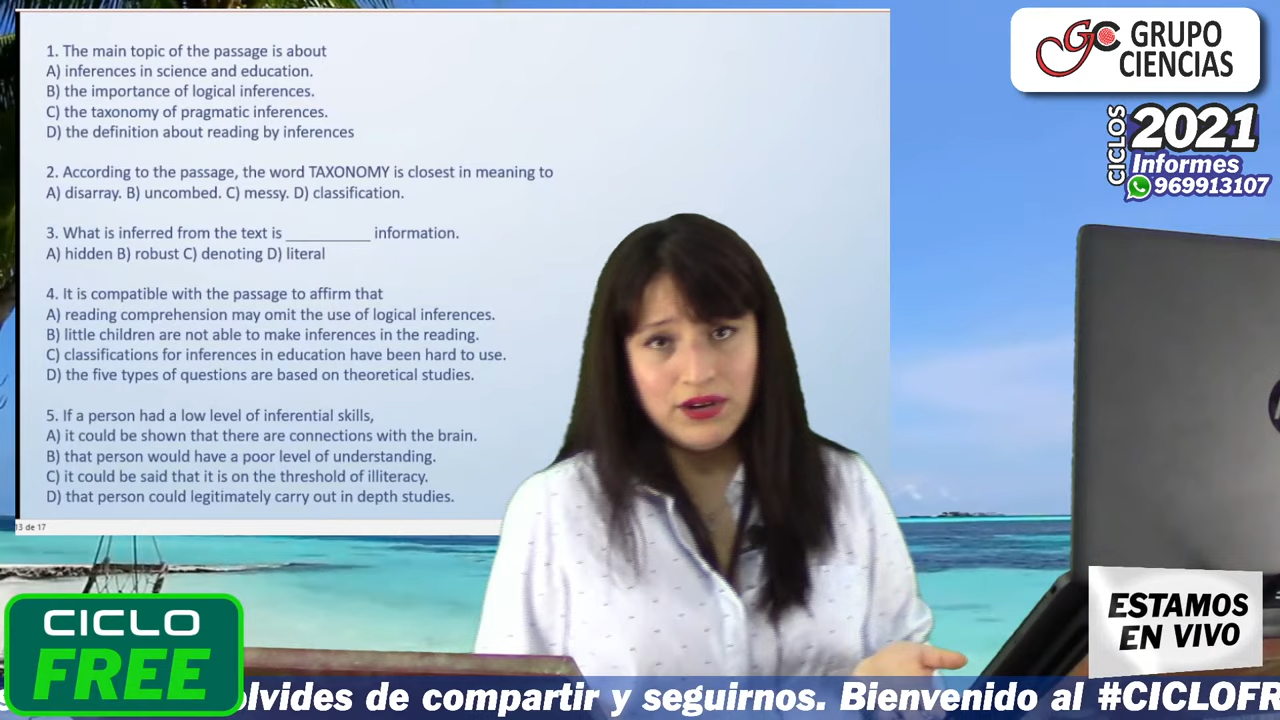 1. The main topic of the passage is about
A) inferences in science and education.
B) the importance of logical inferences.
C) the taxonomy of pragmatic inferences.
D) the definition about reading by inferences
2. According to the passage, the word TAXONOMY is closest in meaning to
A) disarray. B) uncombed. C) messy. D) classification.
3. What is inferred from the text is __________ information.
A) hidden B) robust C) denoting D) literal
4. It is compatible with the passage to affirm that
A) reading comprehension may omit the use of logical inferences.
B) little children are not able to make inferences in the reading.
C) classifications for inferences in education have been hard to use.
D) the five types of questions are based on theoretical studies.
5. If a person had a low level of inferential skills,
A) it could be shown that there are connections with the brain.
B) that person would have a poor level of understanding.
C) it could be said that it is on the threshold of illiteracy.
D) that person could legitimately carry out in depth studies.
13 de 17
GC GRUPO
CIENCIAS
CICLOS
2021
Informes
969913107
ESTAMOS
EN VIVO
CICLO
FREE
olvides de compartir y seguirnos. Bienvenido al #CICLOFR